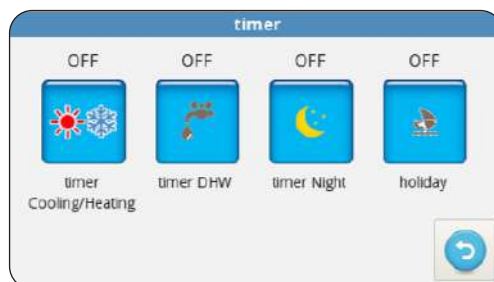 timer
OFF OFF OFF OFF
timer Cooling/Heating
timer DHW
timer Night
holiday